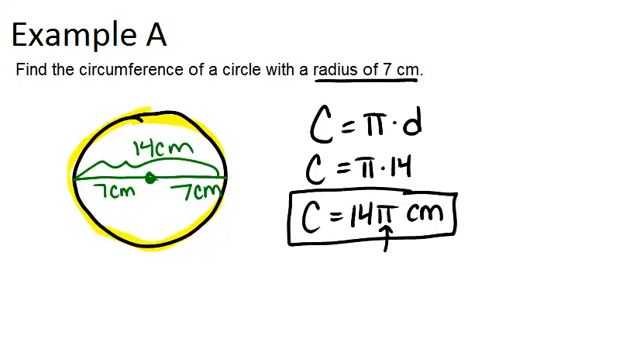 Example A
Find the circumference of a circle with a radius of 7 cm.
14cm
7cm 7cm
C = π · d
C = π · 14
C = 14π cm